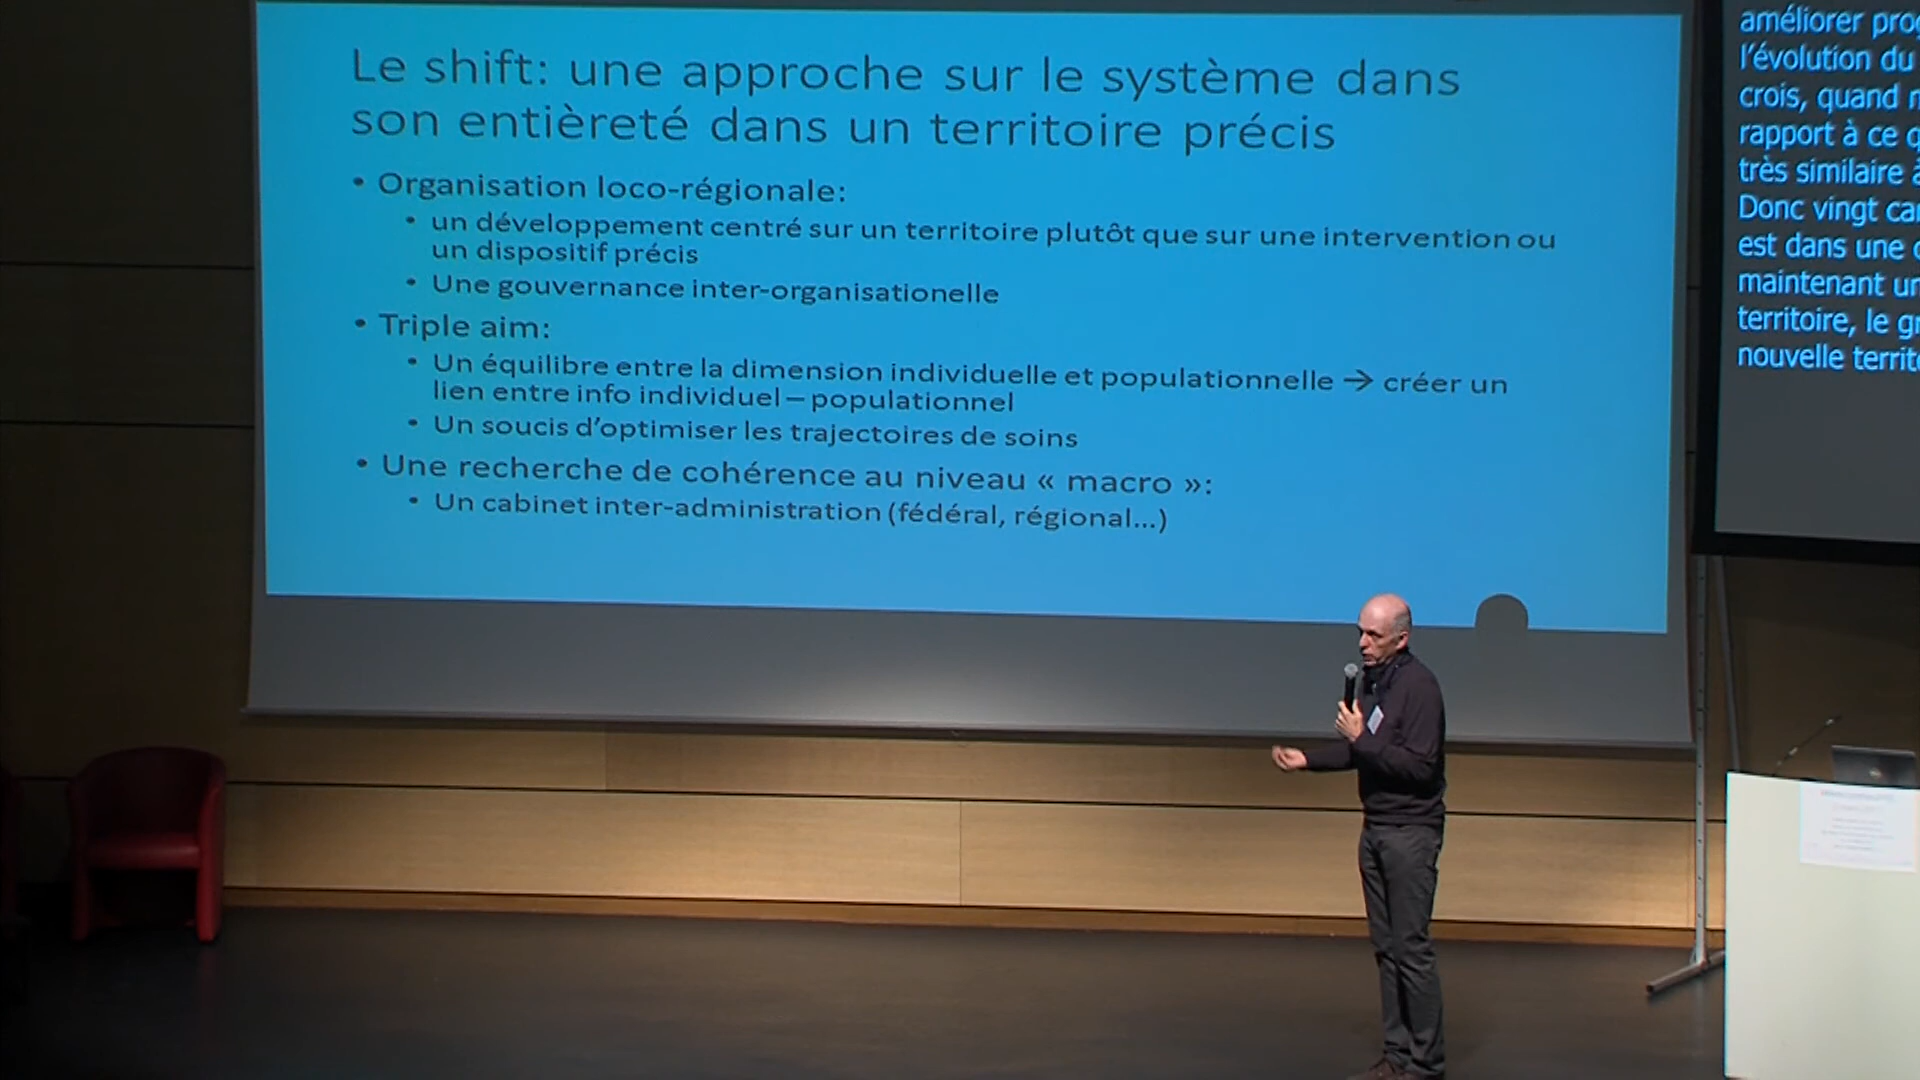 Le shift: une approche sur le système dans
son entièreté dans un territoire précis
• Organisation loco-régionale:
• un développement centré sur un territoire plutôt que sur une intervention ou
un dispositif précis
• Une gouvernance inter-organisationelle
• Triple aim:
• Un équilibre entre la dimension individuelle et populationnelle → créer un
lien entre info individuel – populationnel
• Un soucis d’optimiser les trajectoires de soins
• Une recherche de cohérence au niveau « macro »:
• Un cabinet inter-administration (fédéral, régional...)
améliorer
l’évolution du
crois, quand
rapport à ce
très similaire
Donc vingt
est dans une
maintenant
territoire, le
nouvelle